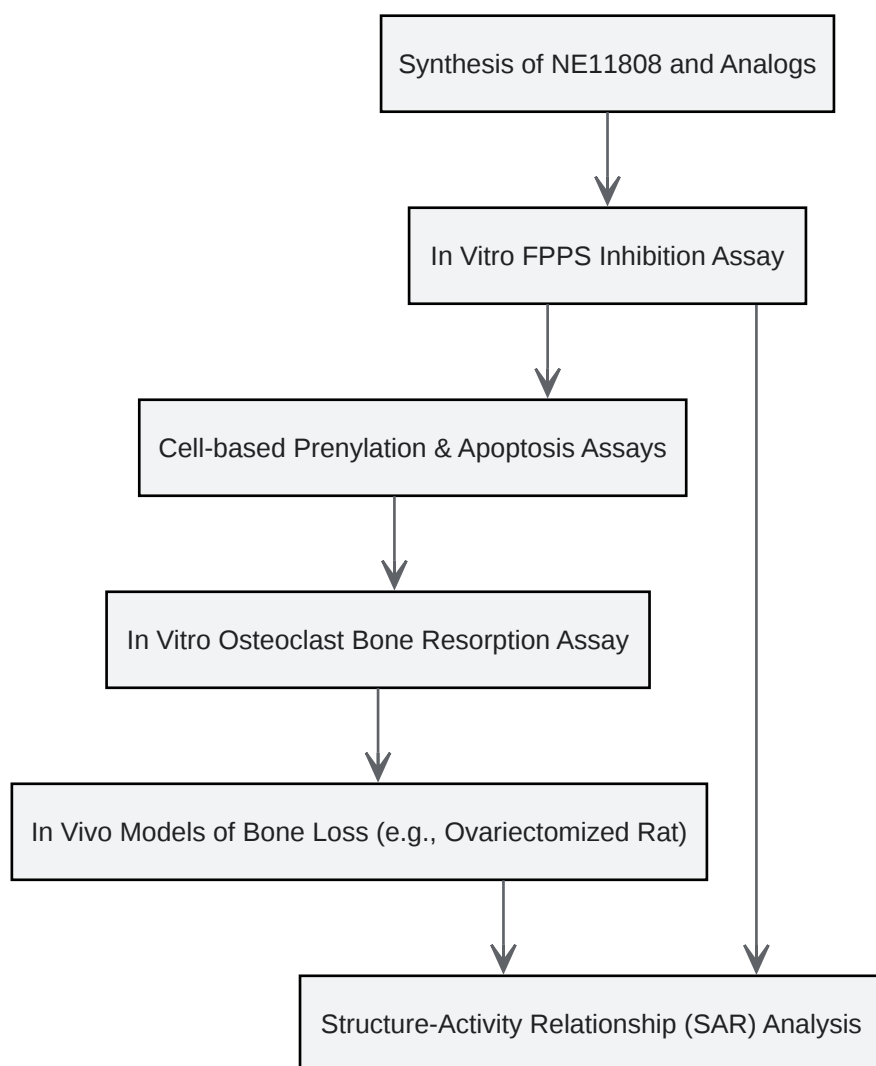 Synthesis of NE11808 and Analogs
In Vitro FPPS Inhibition Assay
Cell-based Prenylation & Apoptosis Assays
In Vitro Osteoclast Bone Resorption Assay
In Vivo Models of Bone Loss (e.g., Ovariectomized Rat)
Structure-Activity Relationship (SAR) Analysis